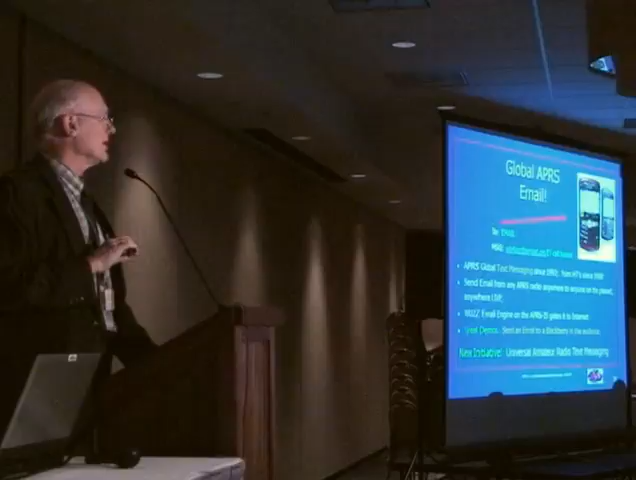 Global APRS
Email!
To: EMAIL
MSG:
• APRS Global Text Messaging since 1992! from HT's since 1998!
• Send Email from any APRS radio anywhere to anyone on the planet,
anywhere
• WU2Z Email Engine on the APRS-IS gates it to Internet
• Live Demo: Send an Email to a Blackberry in the audience
New Initiative! Universal Amateur Radio Text Messaging